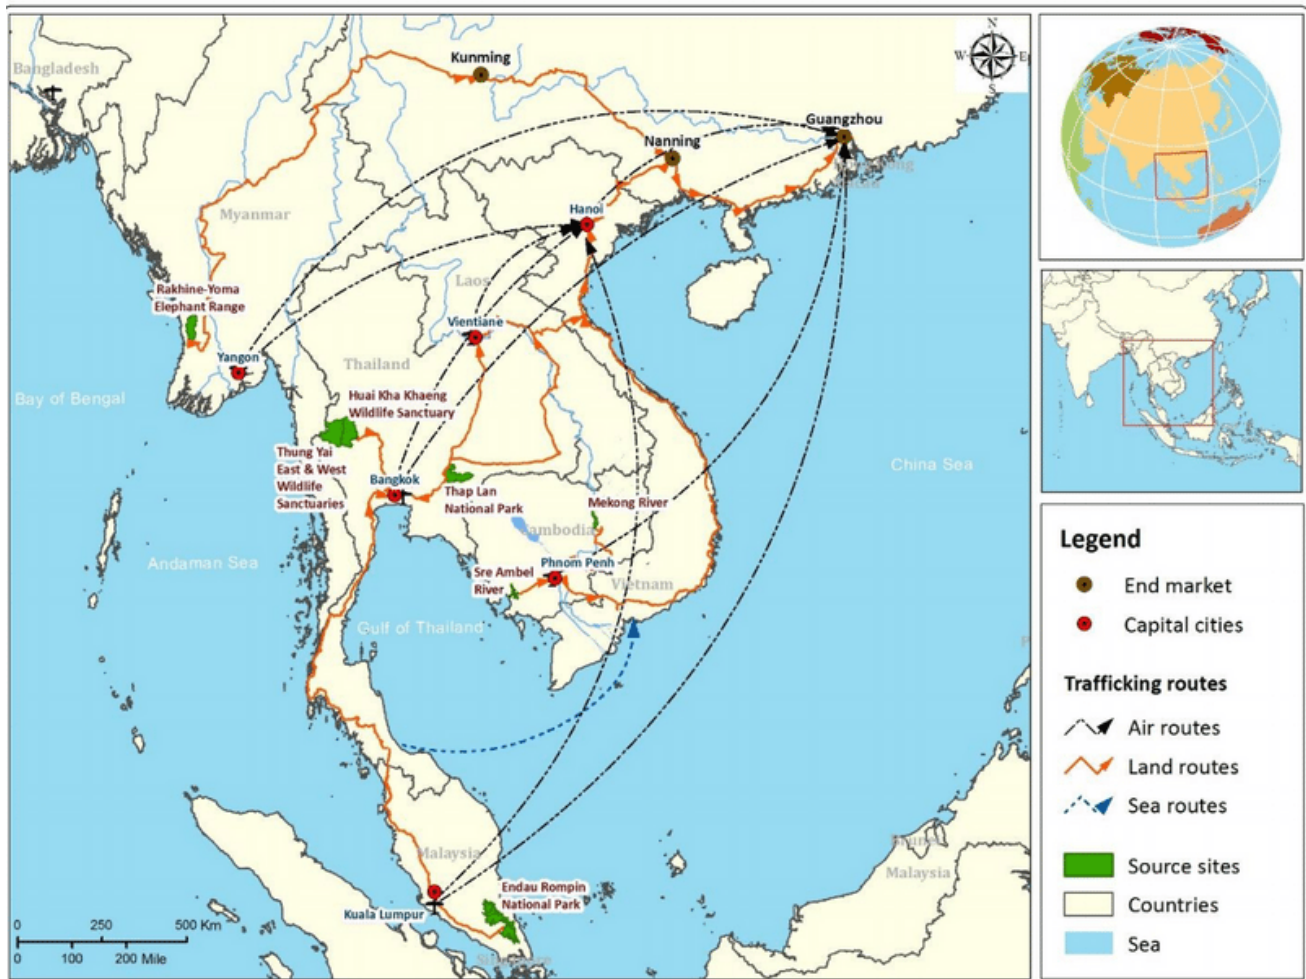 N
W
E
S
Bangladesh
Kunming
Guangzhou
Nanning
Myanmar
Hanoi
Laos
Rakhine-Yoma
Elephant Range
Vientiane
Yangon
Thailand
Bay of Bengal
Huai Kha Khaeng
Wildlife Sanctuary
Thung Yai
East & West
Wildlife
Sanctuaries
Bangkok
China Sea
Thap Lan
National Park
Mekong River
Cambodia
Andaman Sea
Phnom Penh
Sre Ambel
River
Vietnam
Gulf of Thailand
Malaysia
Brunei
Malaysia
Endau Rompin
National Park
Kuala Lumpur
Singapore
0 250 500 Km
0 100 200 Mile
Legend
End market
Capital cities
Trafficking routes
Air routes
Land routes
Sea routes
Source sites
Countries
Sea